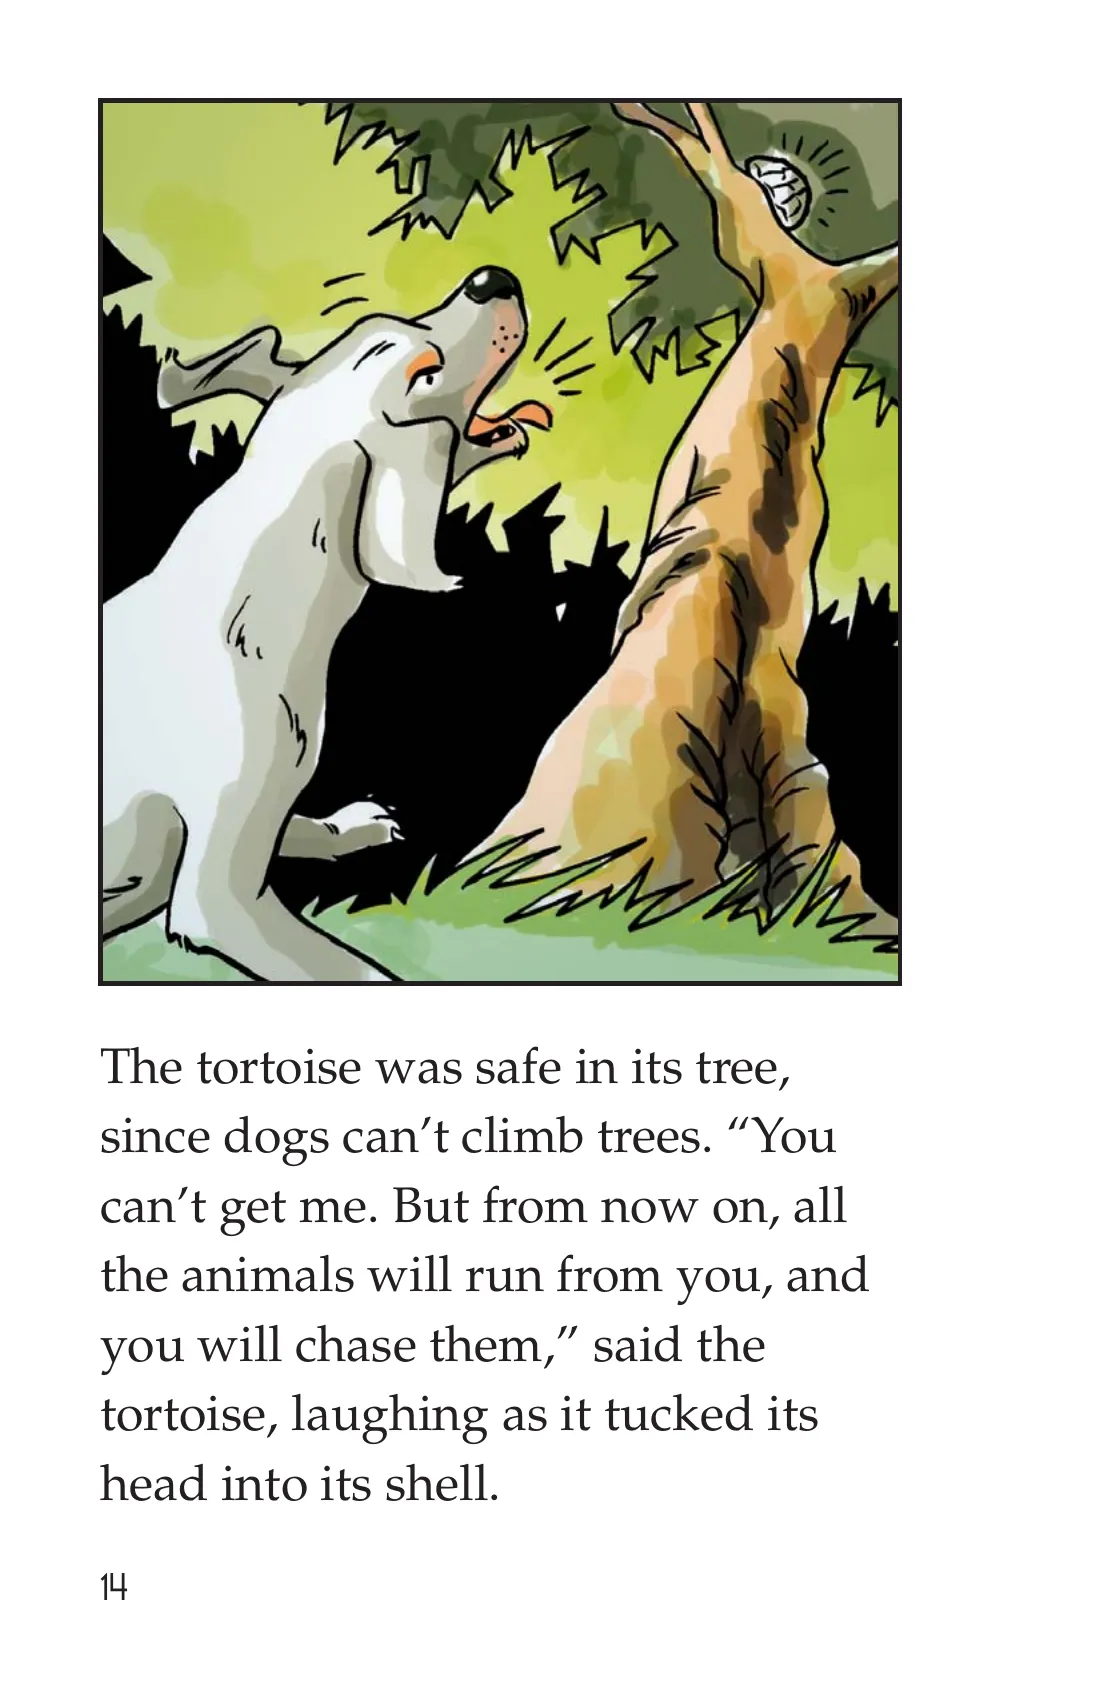 The tortoise was safe in its tree,
since dogs can’t climb trees. “You
can’t get me. But from now on, all
the animals will run from you, and
you will chase them,” said the
tortoise, laughing as it tucked its
head into its shell.
14